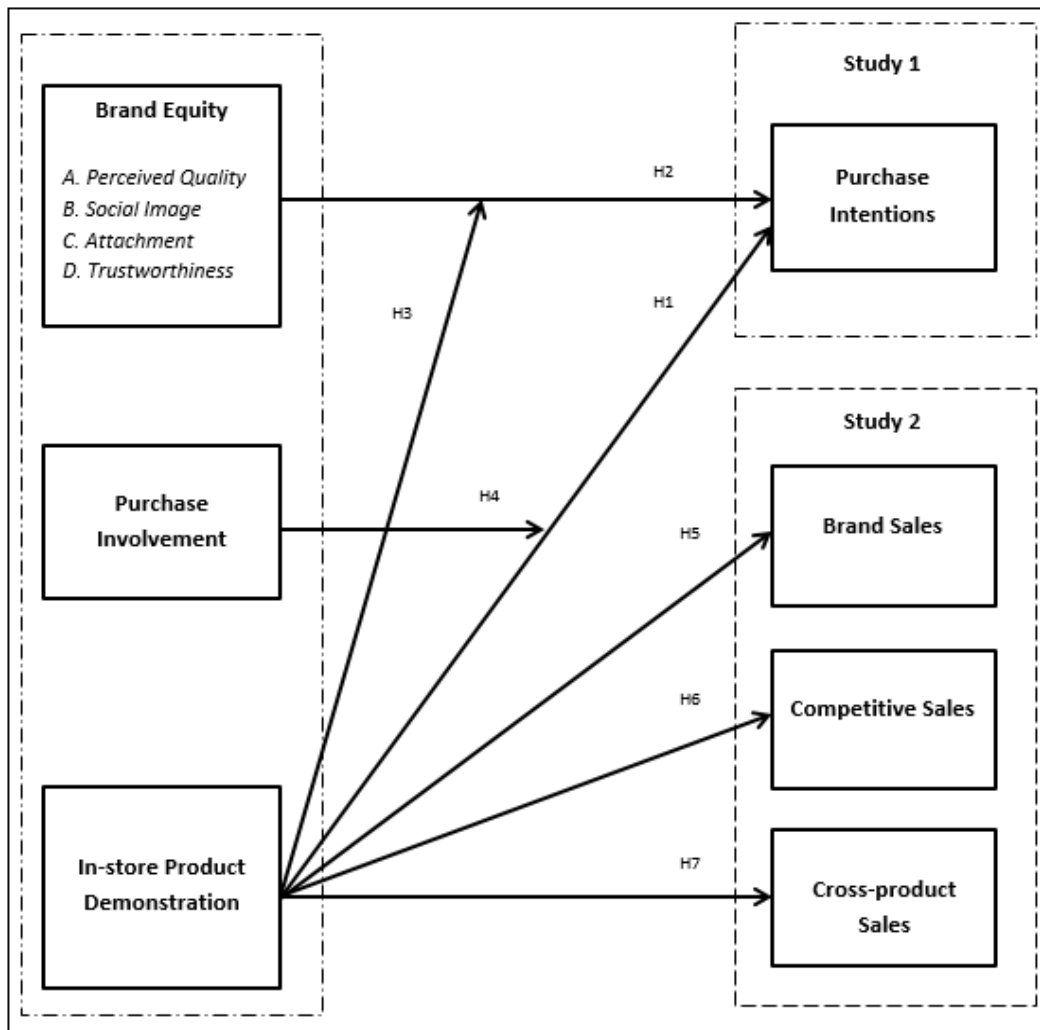 Brand Equity
A. Perceived Quality
B. Social Image
C. Attachment
D. Trustworthiness
Purchase
Involvement
In-store Product
Demonstration
H2
H3
H1
H4
H5
H6
H7
Study 1
Purchase
Intentions
Study 2
Brand Sales
Competitive Sales
Cross-product
Sales